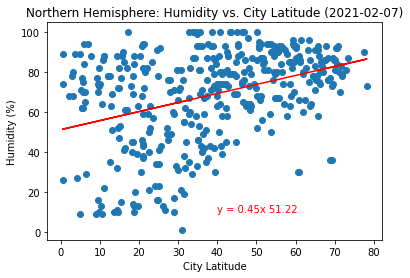 Northern Hemisphere: Humidity vs. City Latitude (2021-02-07)
100
80
60
40
20
0
Humidity (%)
y = 0.45x 51.22
0 10 20 30 40 50 60 70 80
City Latitude